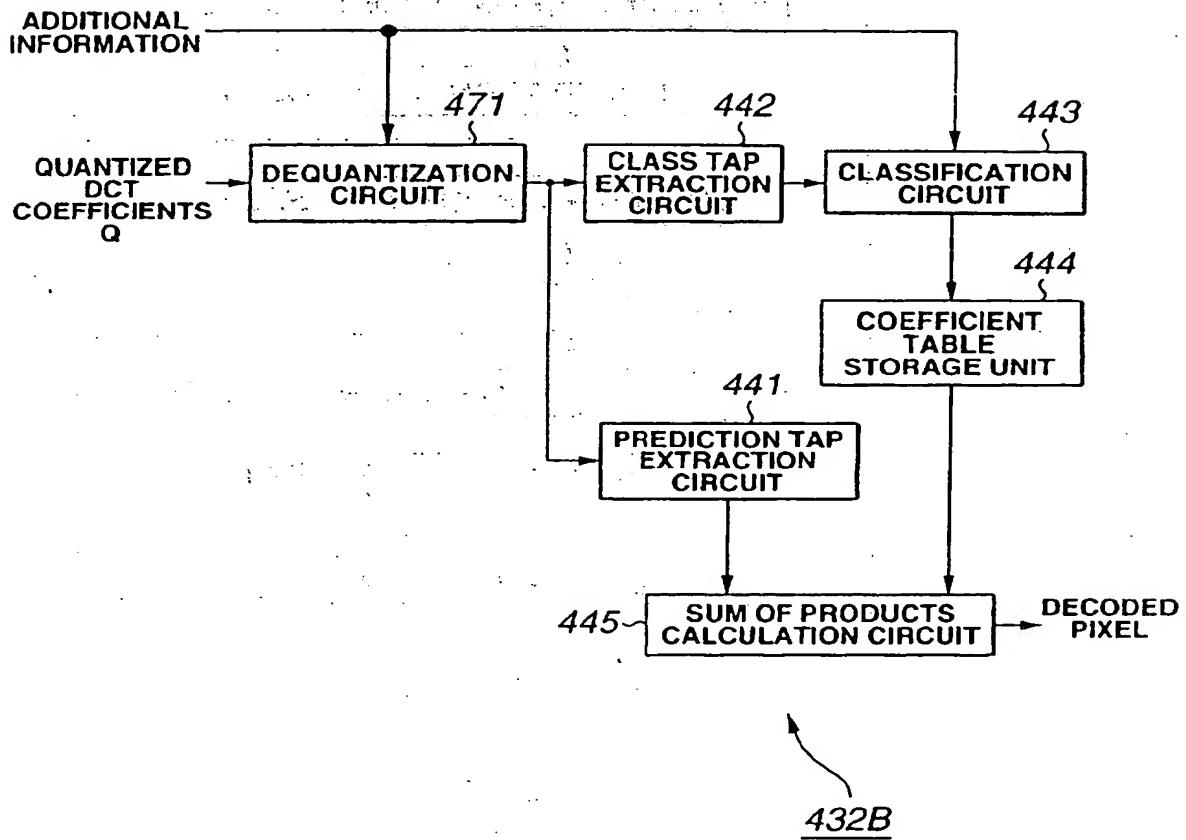 ADDITIONAL
INFORMATION
471
442
443
QUANTIZED
DCT
COEFFICIENTS
Q
DEQUANTIZATION
CIRCUIT
CLASS TAP
EXTRACTION
CIRCUIT
CLASSIFICATION
CIRCUIT
444
COEFFICIENT
TABLE
STORAGE UNIT
441
PREDICTION TAP
EXTRACTION
CIRCUIT
445
SUM OF PRODUCTS
CALCULATION CIRCUIT
DECODED
PIXEL
432B